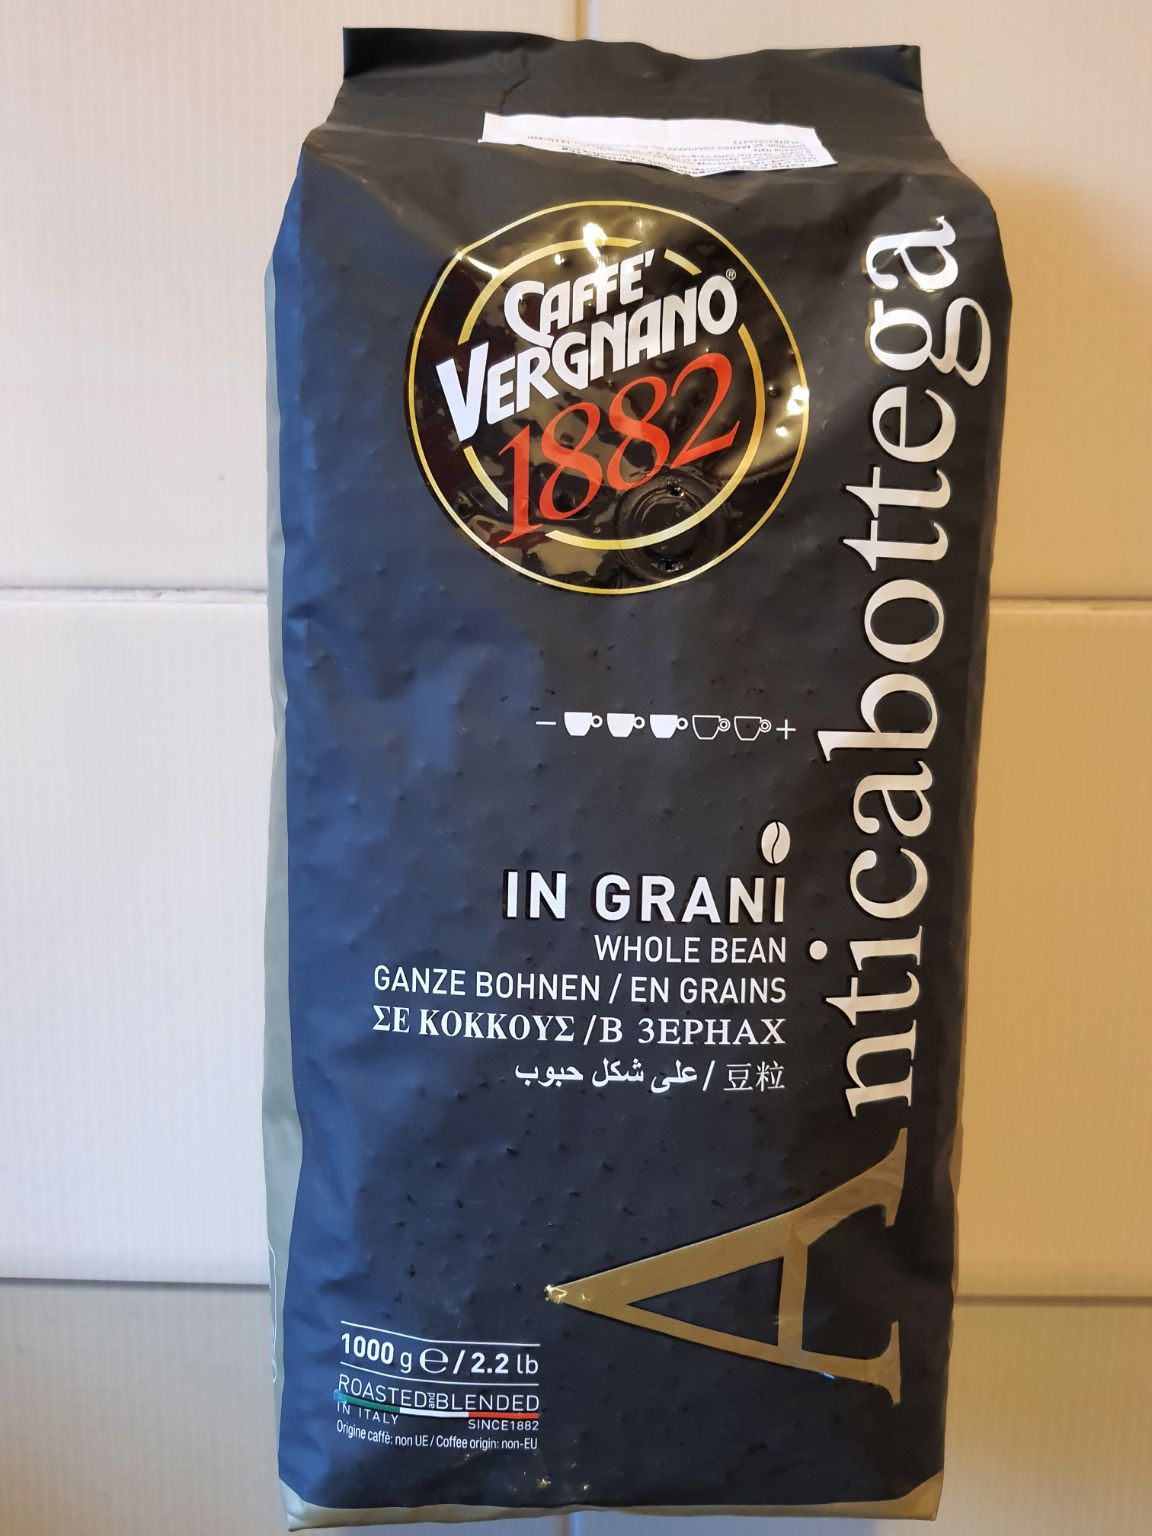 CAFFE'
VERGNANO®
1882
Anticabottega
IN GRANI
WHOLE BEAN
GANZE BOHNEN / EN GRAINS
ΣΕ ΚΟΚΚΟΥΣ /В ЗЕРНАХ
على شكل حبوب / 豆粒
1000 g ℮ / 2.2 lb
ROASTED and BLENDED
IN ITALY
SINCE1882
Origine caffè: non UE / Coffee origin: non-EU